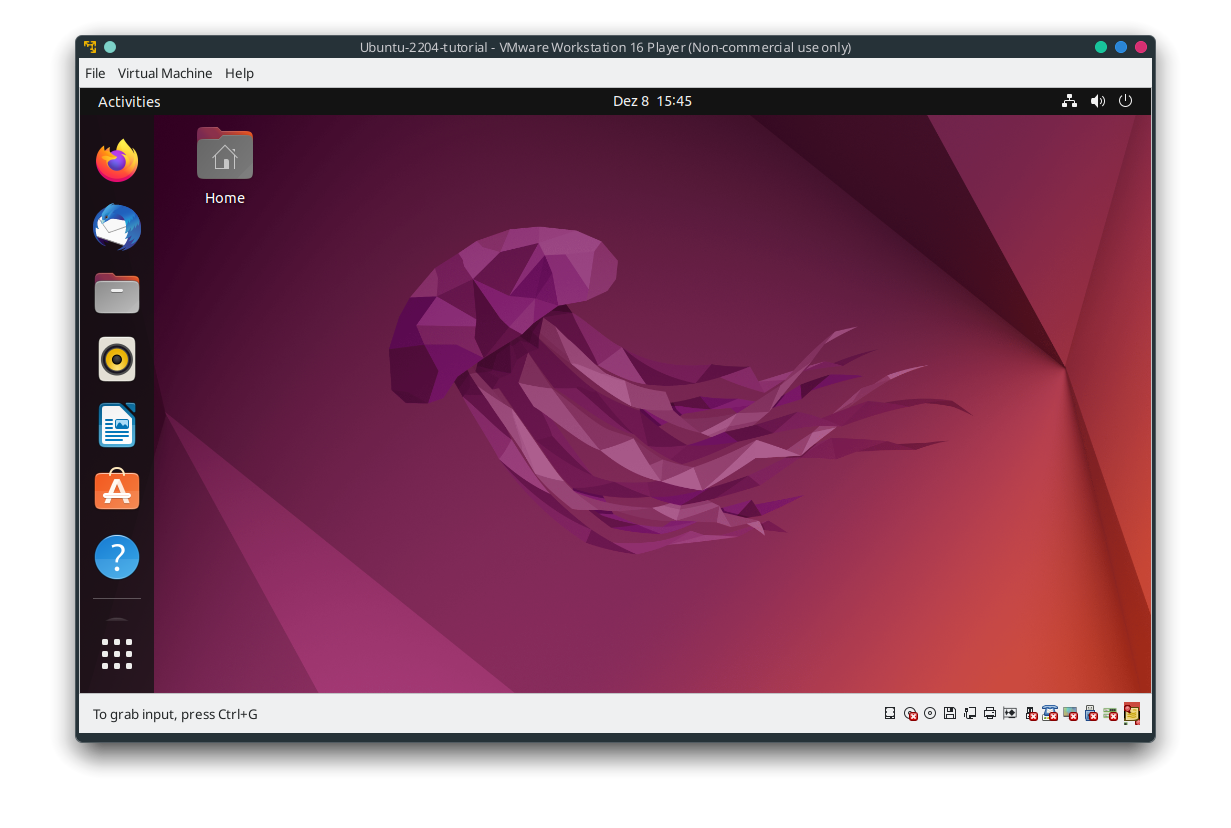 Ubuntu-2204-tutorial - VMware Workstation 16 Player (Non-commercial use only)
File Virtual Machine Help
Activities Dez 8 15:45
Home
?
To grab input, press Ctrl+G